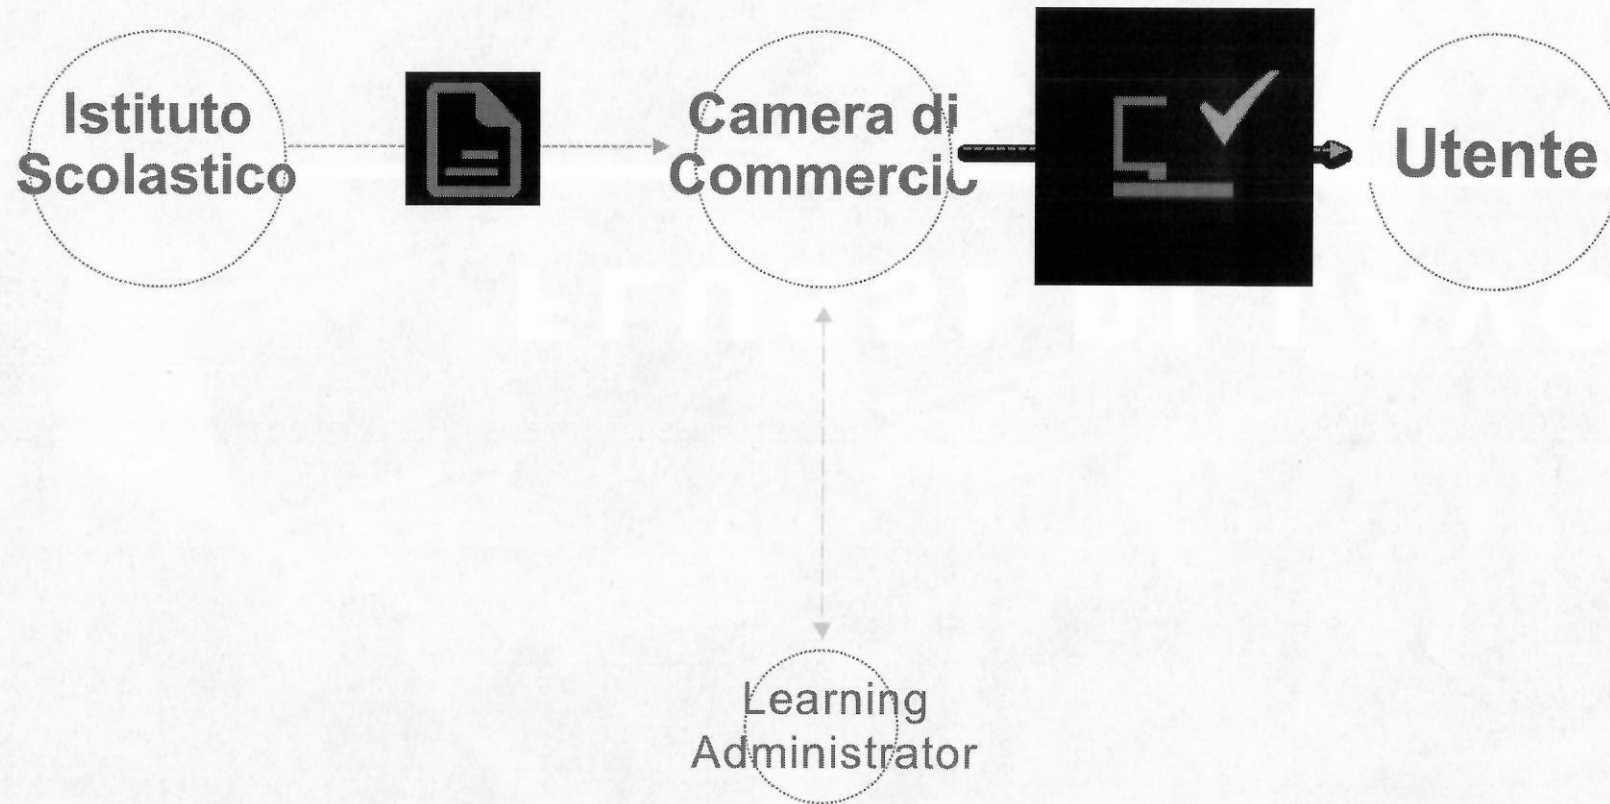 Istituto
Scolastico
Camera di
Commercio
Utente
Learning
Administrator